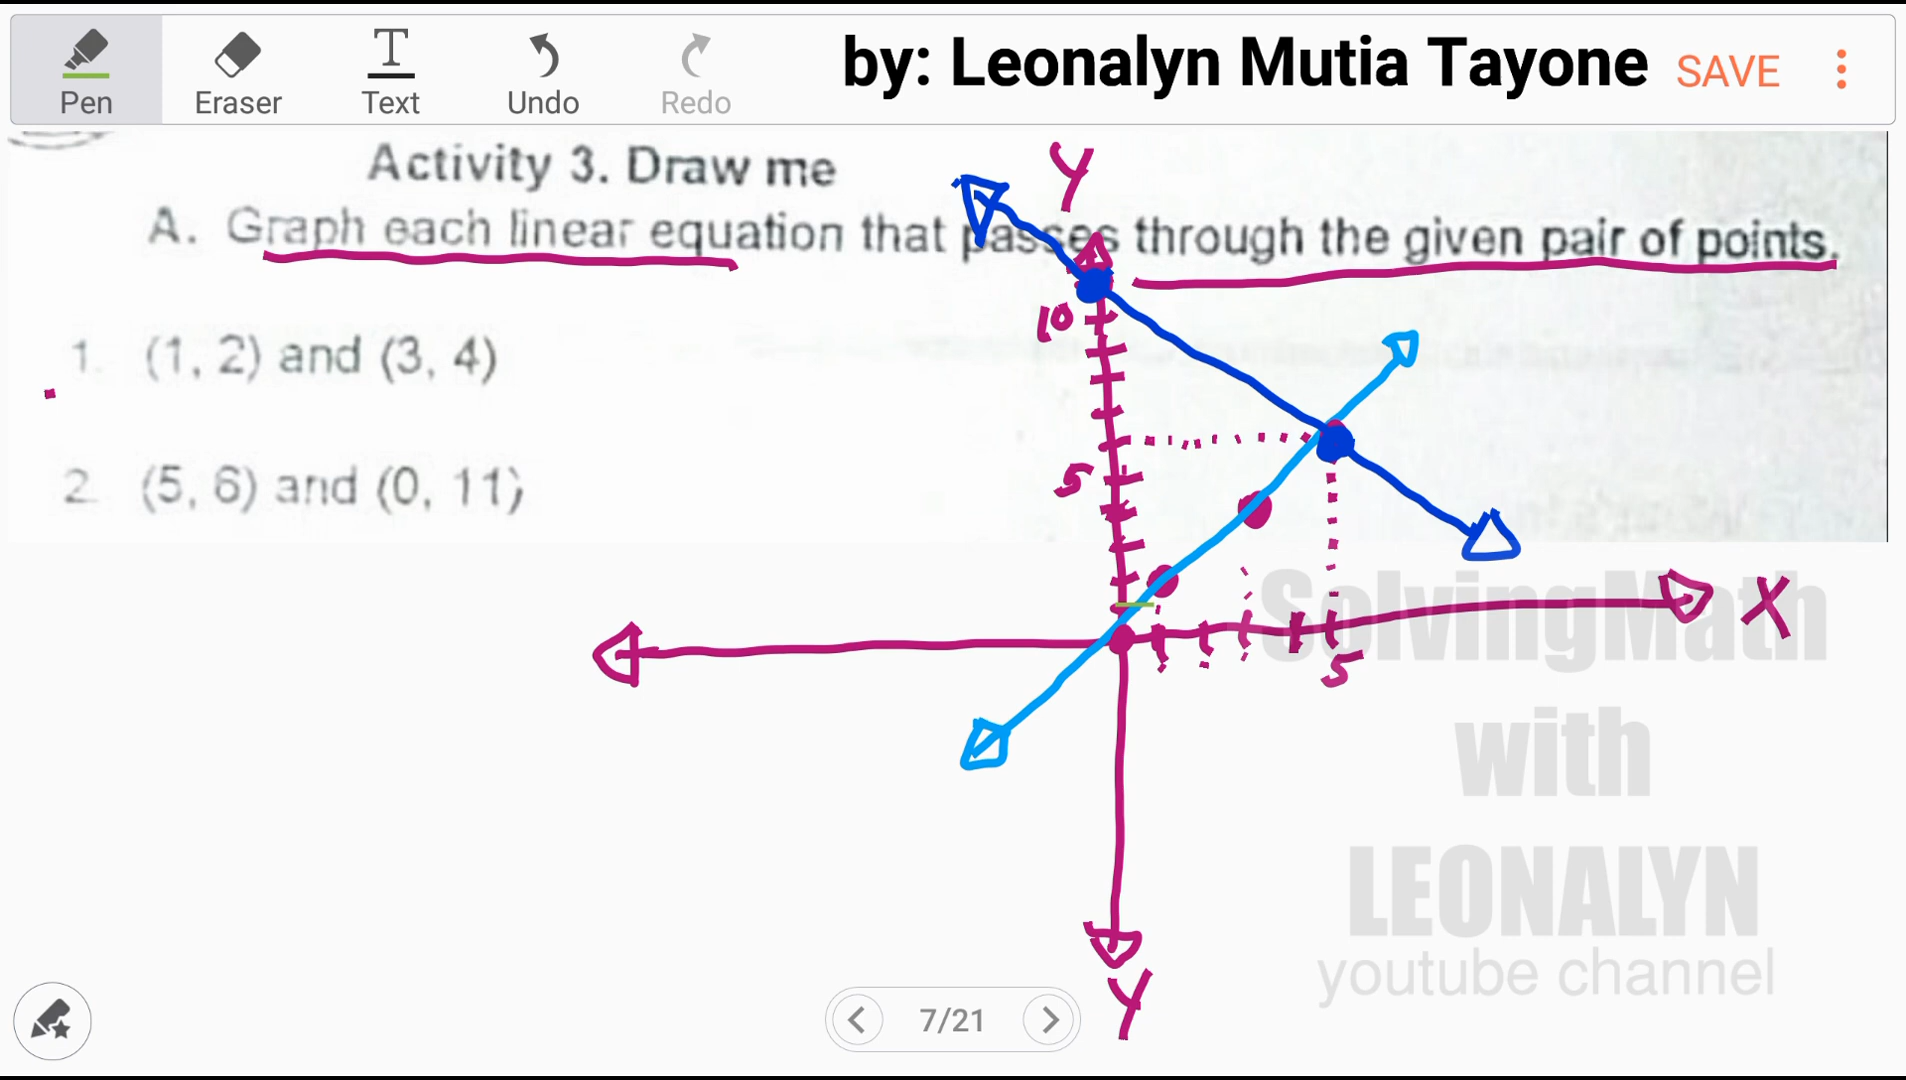 by: Leonalyn Mutia Tayone
SAVE
Pen
Eraser
Text
Undo
Redo
Activity 3. Draw me
A. Graph each linear equation that passes through the given pair of points.
1. (1, 2) and (3, 4)
2. (5, 6) and (0, 11)
Y
10
5
X
5
Y
SolvingMath
with
LEONALYN
youtube channel
7/21